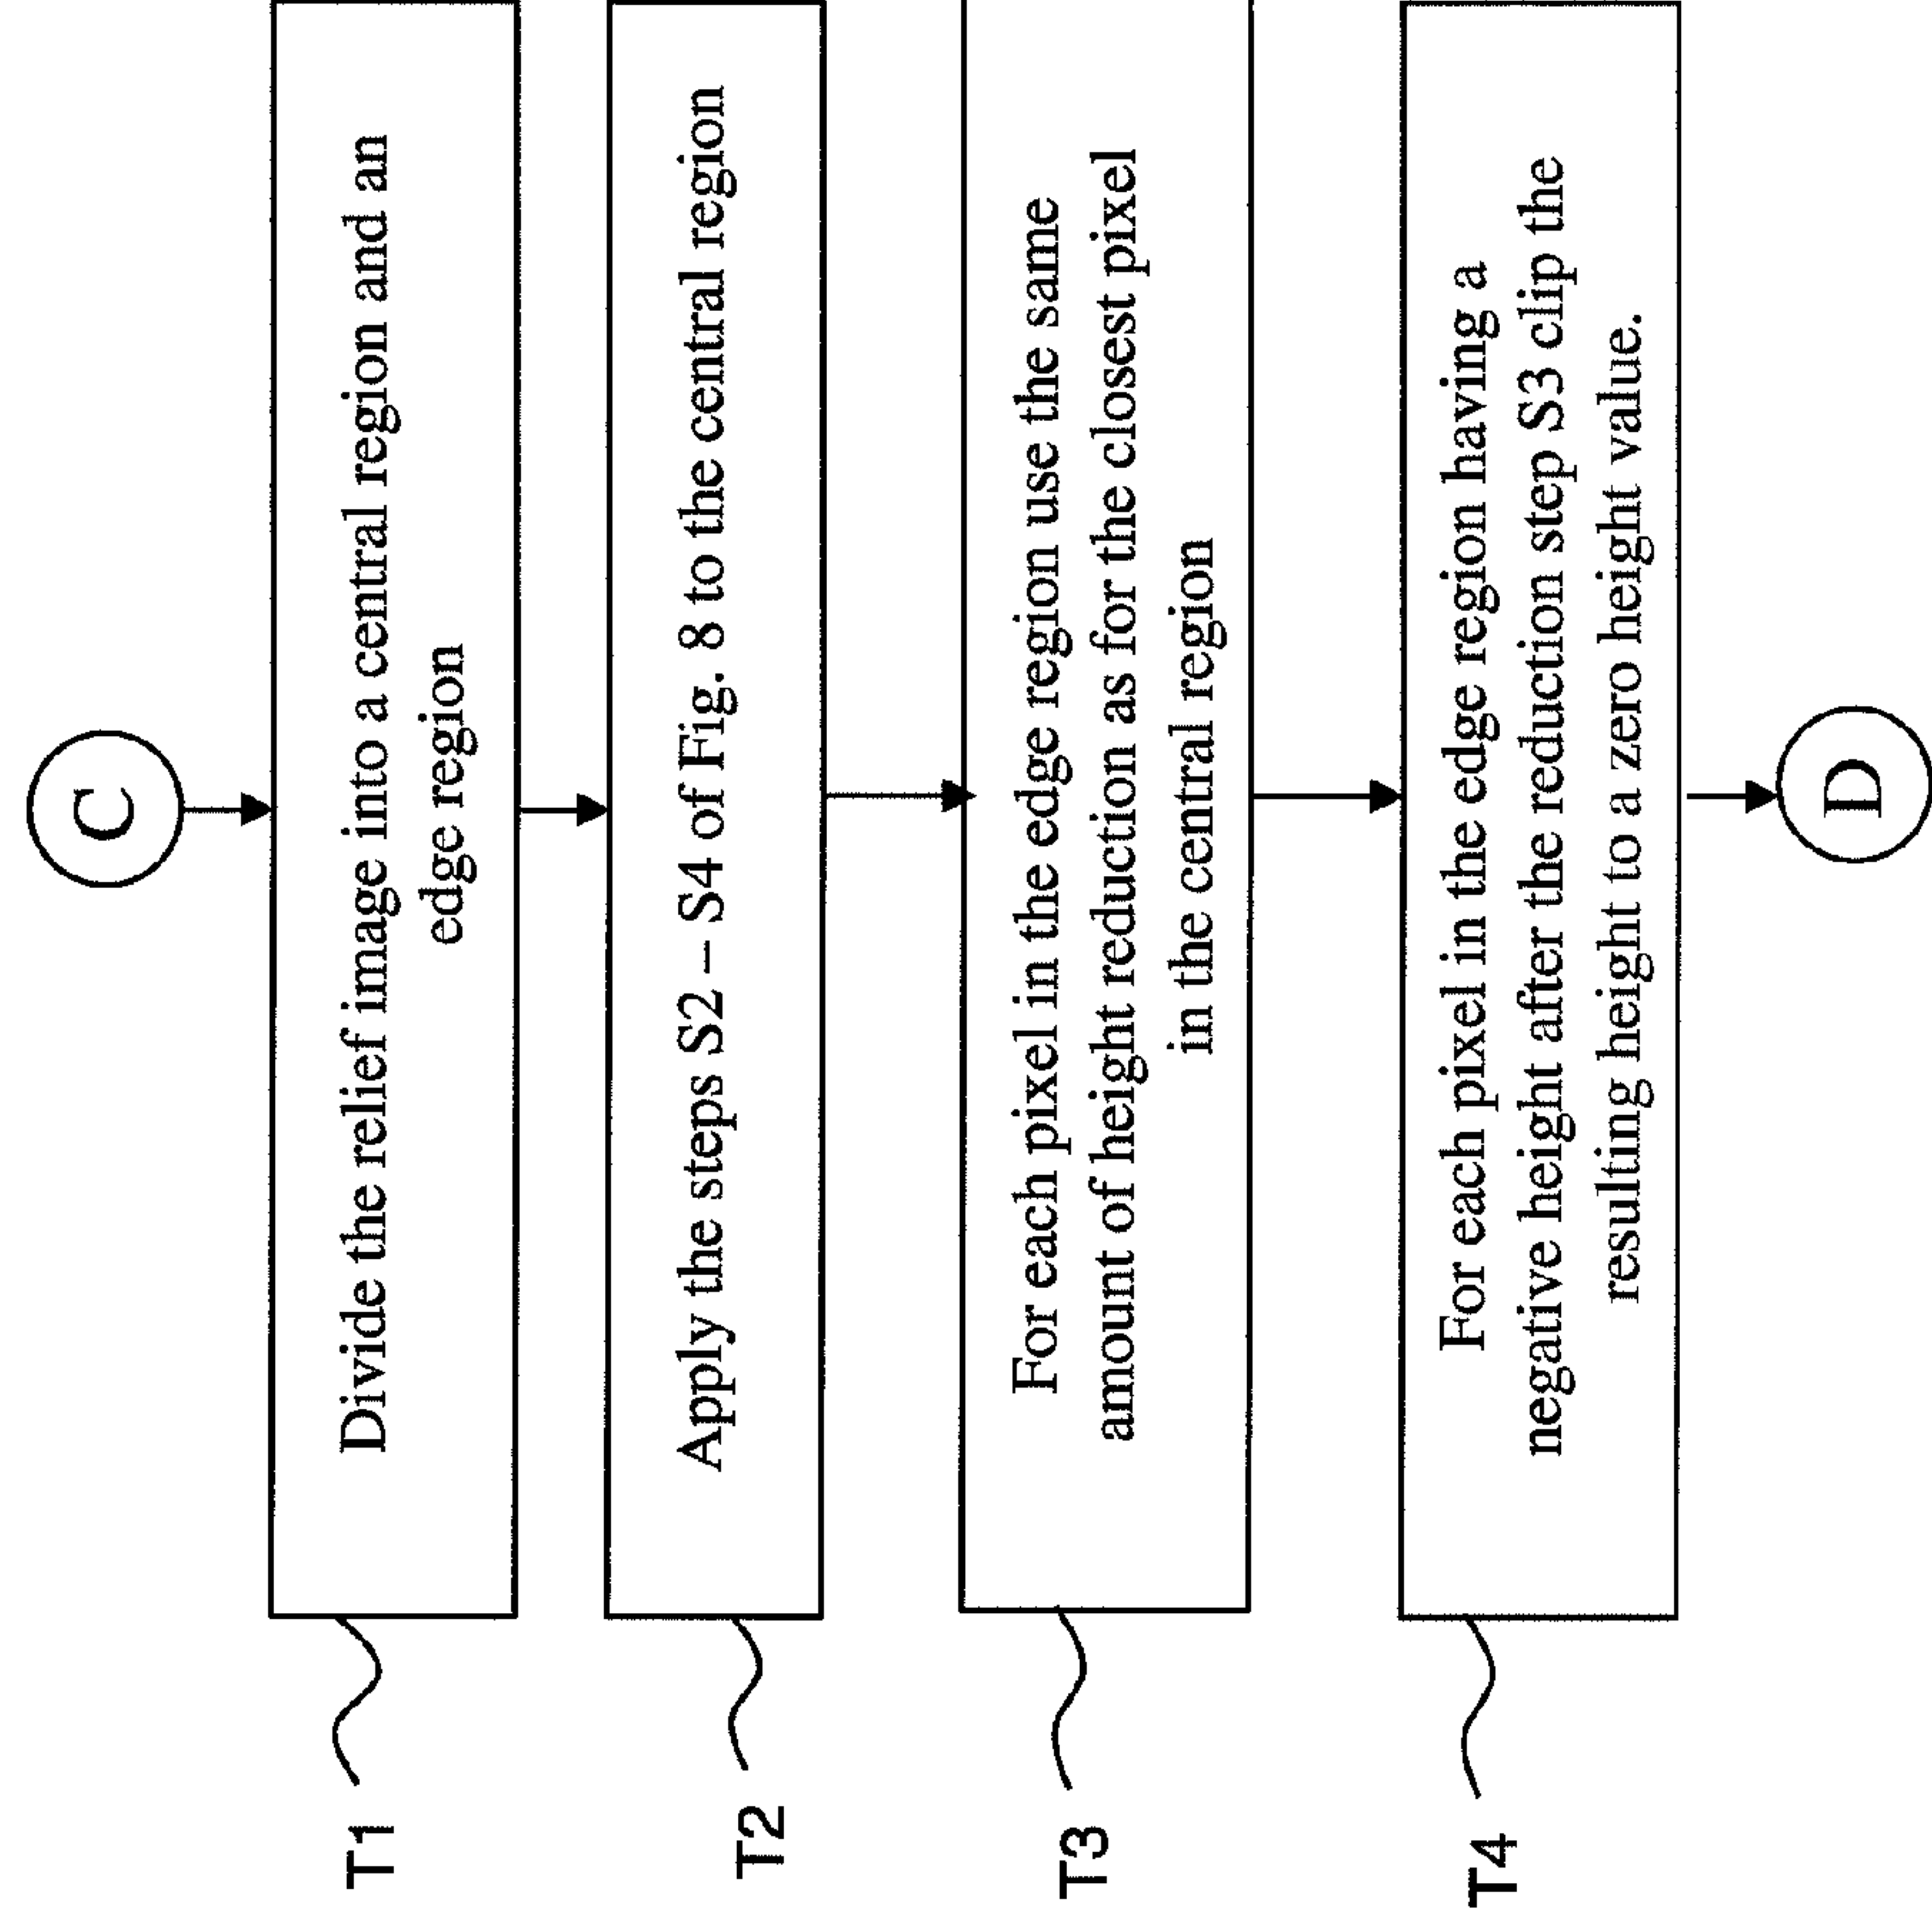 C
T1
Divide the relief image into a central region and an
edge region
T2
Apply the steps S2 – S4 of Fig. 8 to the central region
T3
For each pixel in the edge region use the same
amount of height reduction as for the closest pixel
in the central region
T4
For each pixel in the edge region having a
negative height after the reduction step S3 clip the
resulting height to a zero height value.
D